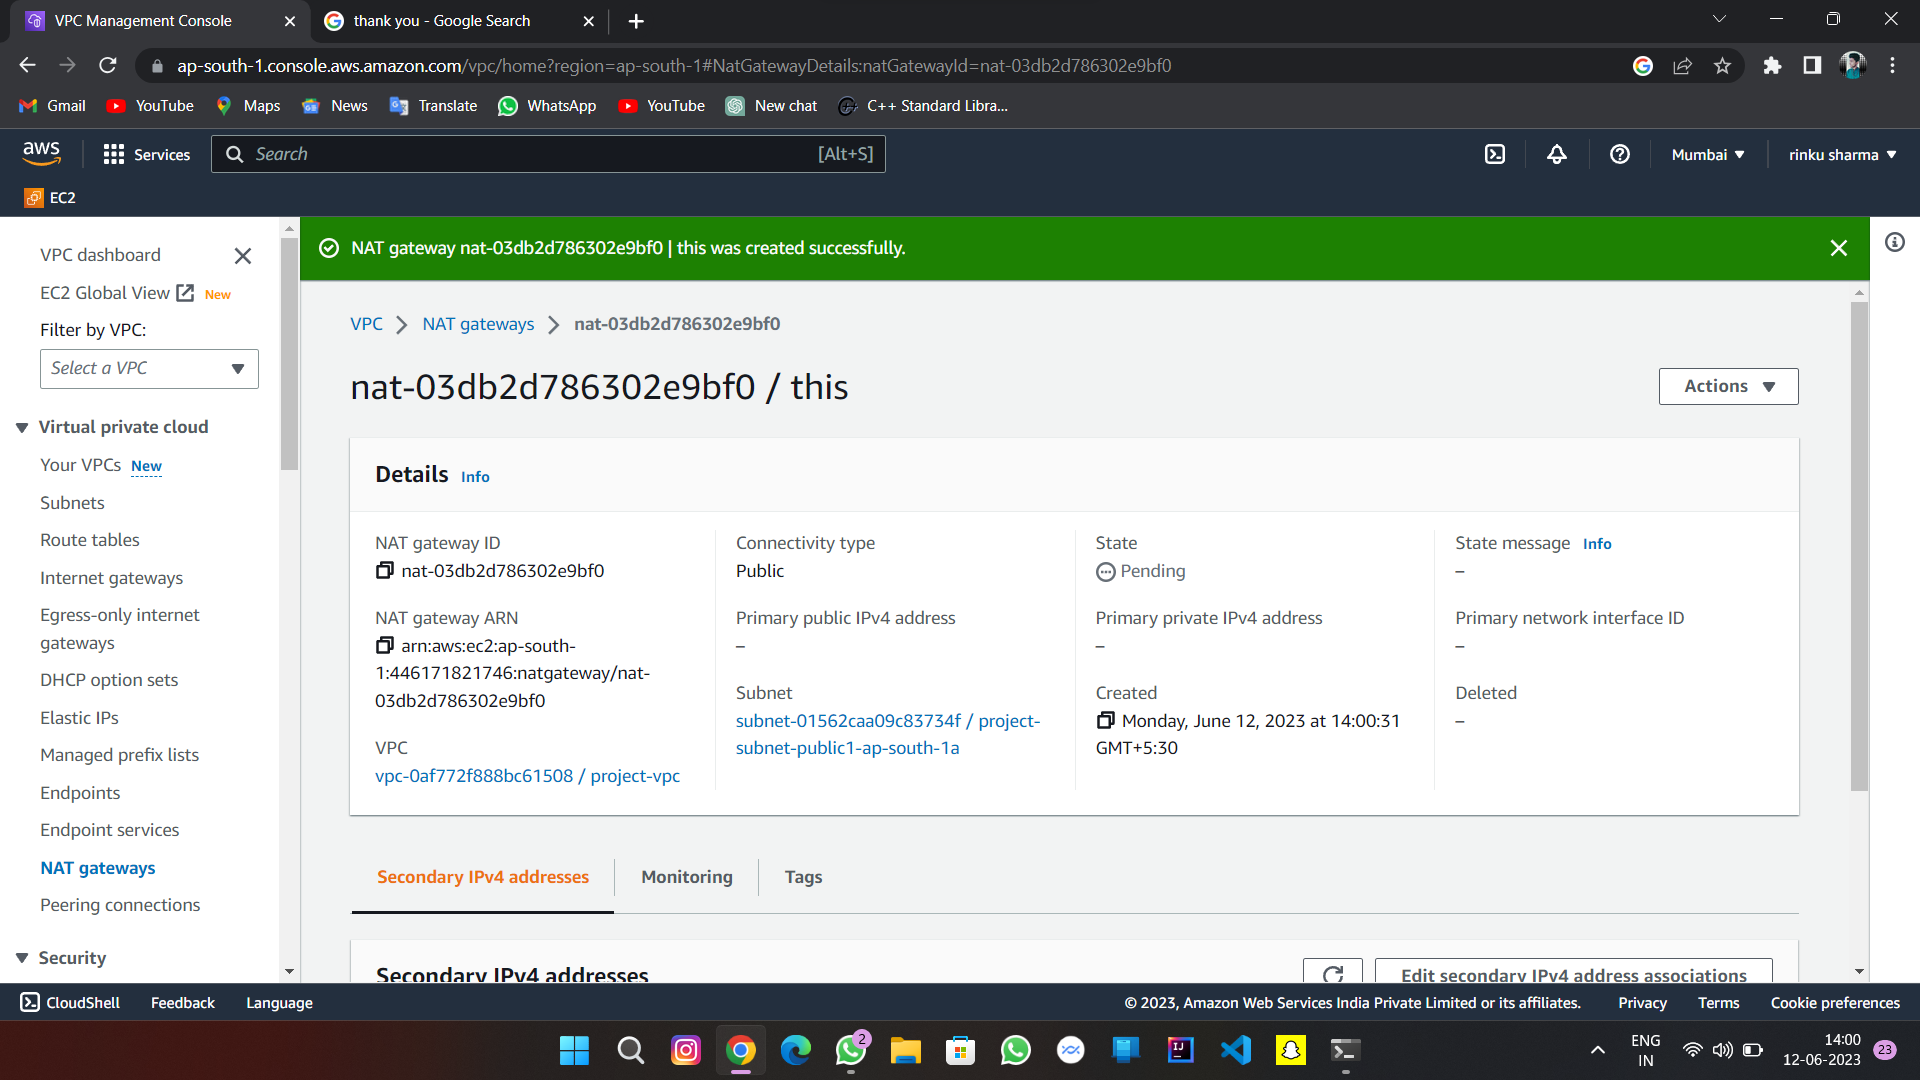 VPC Management Console
thank you - Google Search
ap-south-1.console.aws.amazon.com/vpc/home?region=ap-south-1#NatGatewayDetails:natGatewayId=nat-03db2d786302e9bf0
Gmail YouTube Maps News Translate WhatsApp YouTube New chat C++ Standard Libra...
aws Services Search [Alt+S] Mumbai rinku sharma
EC2
VPC dashboard
EC2 Global View New
Filter by VPC:
Select a VPC
Virtual private cloud
Your VPCs New
Subnets
Route tables
Internet gateways
Egress-only internet
gateways
DHCP option sets
Elastic IPs
Managed prefix lists
Endpoints
Endpoint services
NAT gateways
Peering connections
Security
NAT gateway nat-03db2d786302e9bf0 | this was created successfully.
VPC > NAT gateways > nat-03db2d786302e9bf0
nat-03db2d786302e9bf0 / this
Actions
Details Info
NAT gateway ID
nat-03db2d786302e9bf0
NAT gateway ARN
arn:aws:ec2:ap-south-
1:446171821746:natgateway/nat-
03db2d786302e9bf0
VPC
vpc-0af772f888bc61508 / project-vpc
Connectivity type
Public
Primary public IPv4 address
–
Subnet
subnet-01562caa09c83734f / project-
subnet-public1-ap-south-1a
State
Pending
Primary private IPv4 address
–
Created
Monday, June 12, 2023 at 14:00:31
GMT+5:30
State message Info
–
Primary network interface ID
–
Deleted
–
Secondary IPv4 addresses Monitoring Tags
Secondary IPv4 addresses
Edit secondary IPv4 address associations
CloudShell Feedback Language © 2023, Amazon Web Services India Private Limited or its affiliates. Privacy Terms Cookie preferences
2
IJ
ENG
IN
14:00
12-06-2023
23